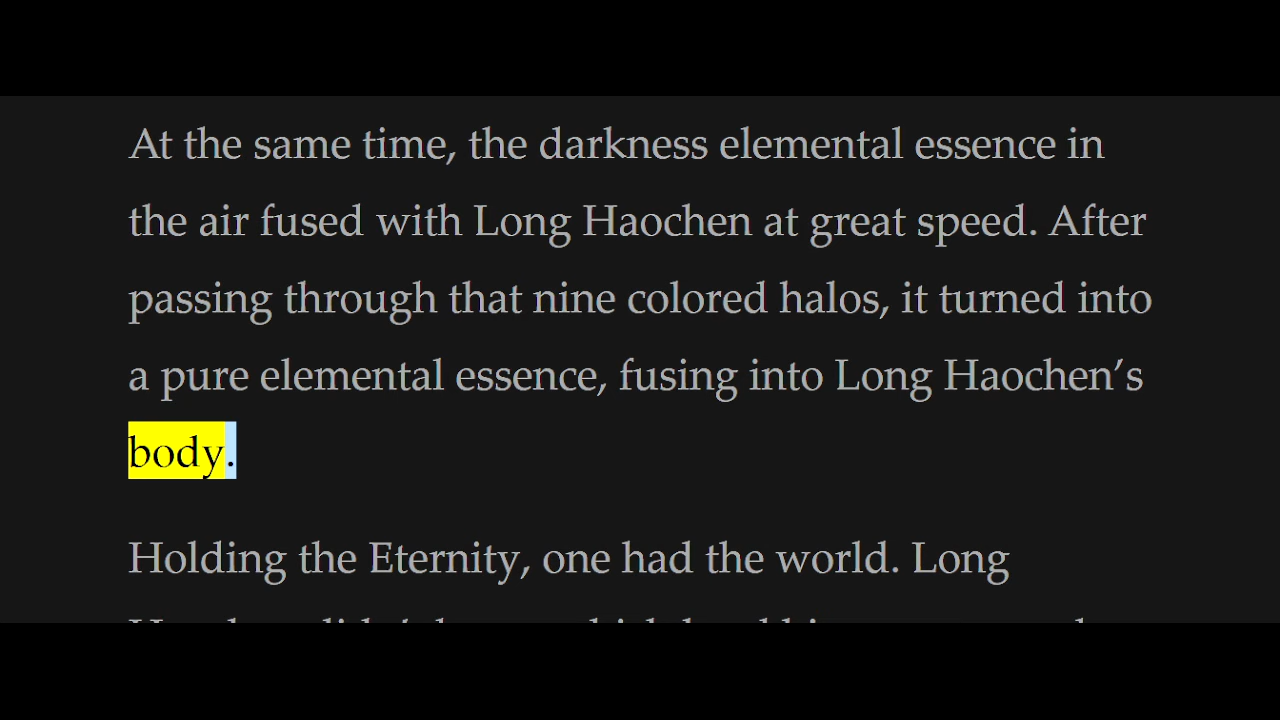 At the same time, the darkness elemental essence in
the air fused with Long Haochen at great speed. After
passing through that nine colored halos, it turned into
a pure elemental essence, fusing into Long Haochen’s
body.
Holding the Eternity, one had the world. Long